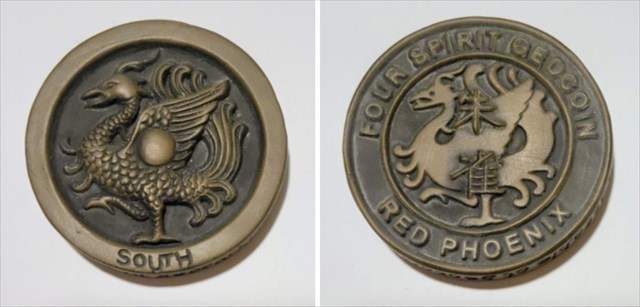 SOUTH
FOUR SPIRIT GEOCOIN
朱
雀
RED PHOENIX